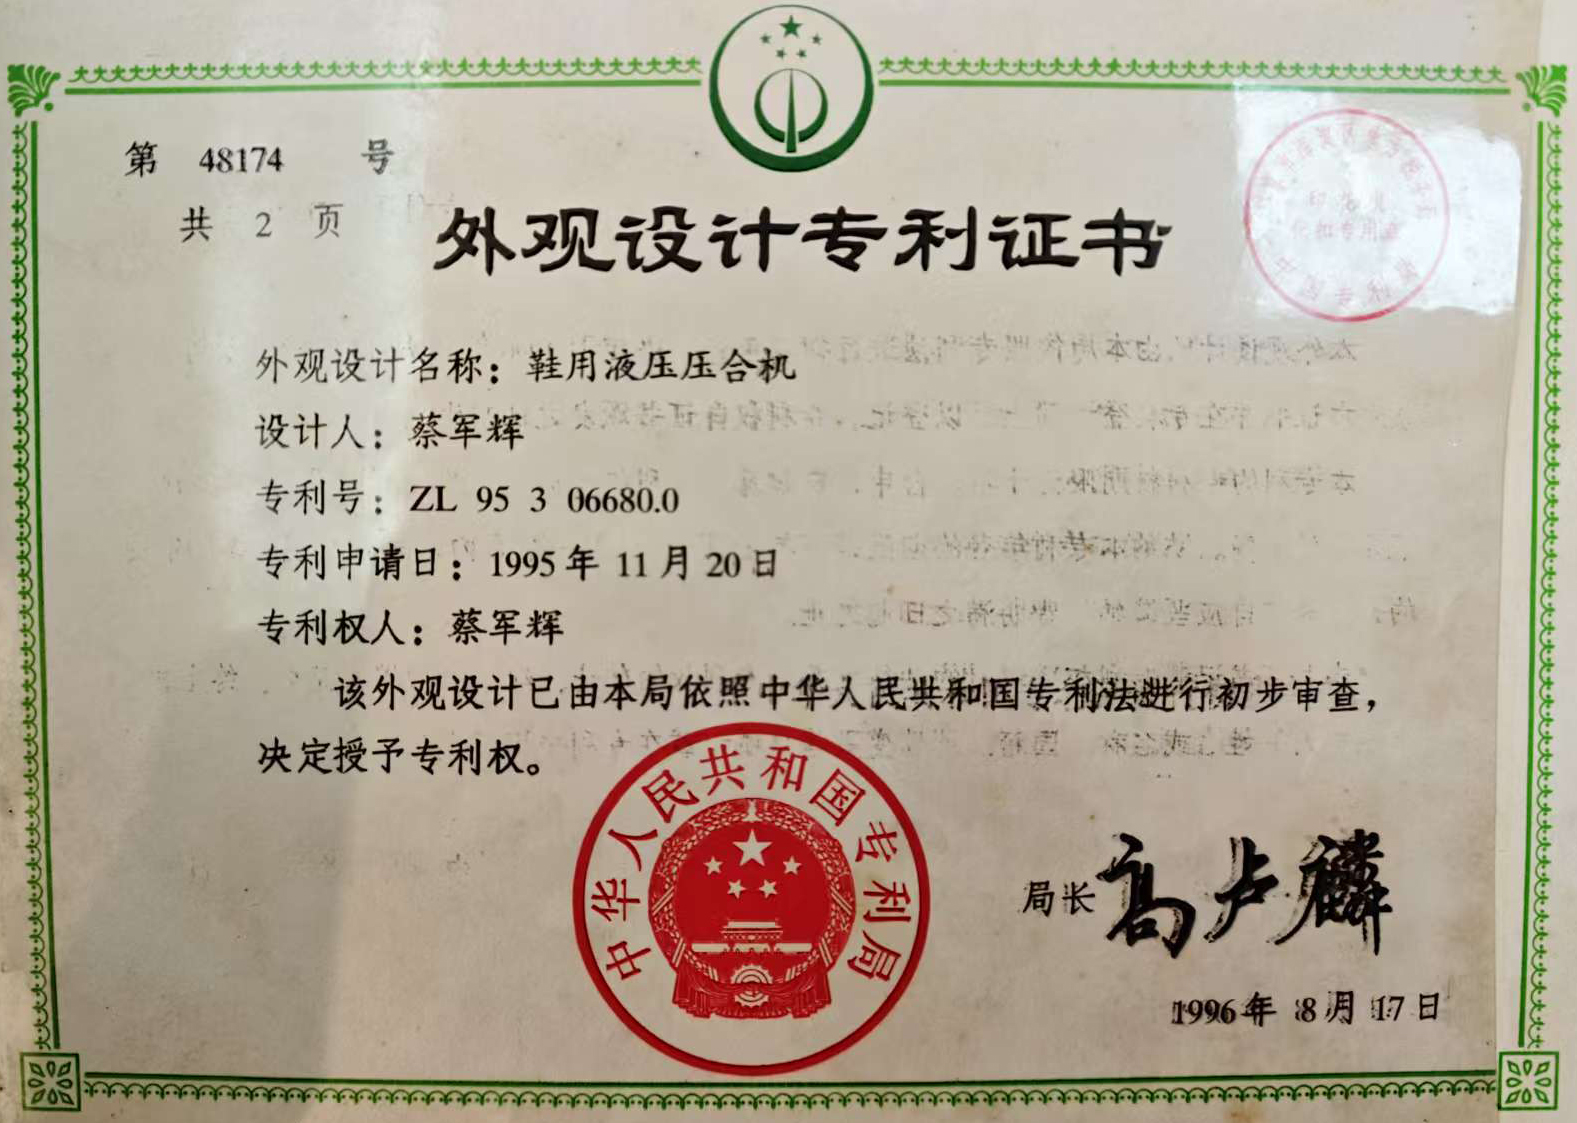 第 48174 号
共 2 页
外观设计专利证书
外观设计名称：鞋用液压压合机
设计人：蔡军辉
专利号：ZL 95 3 06680.0
专利申请日：1995年11月20日
专利权人：蔡军辉
该外观设计已由本局依照中华人民共和国专利法进行初步审查，
决定授予专利权。
中华人民共和国专利局
局长 高卢麟
1996年 8月17日